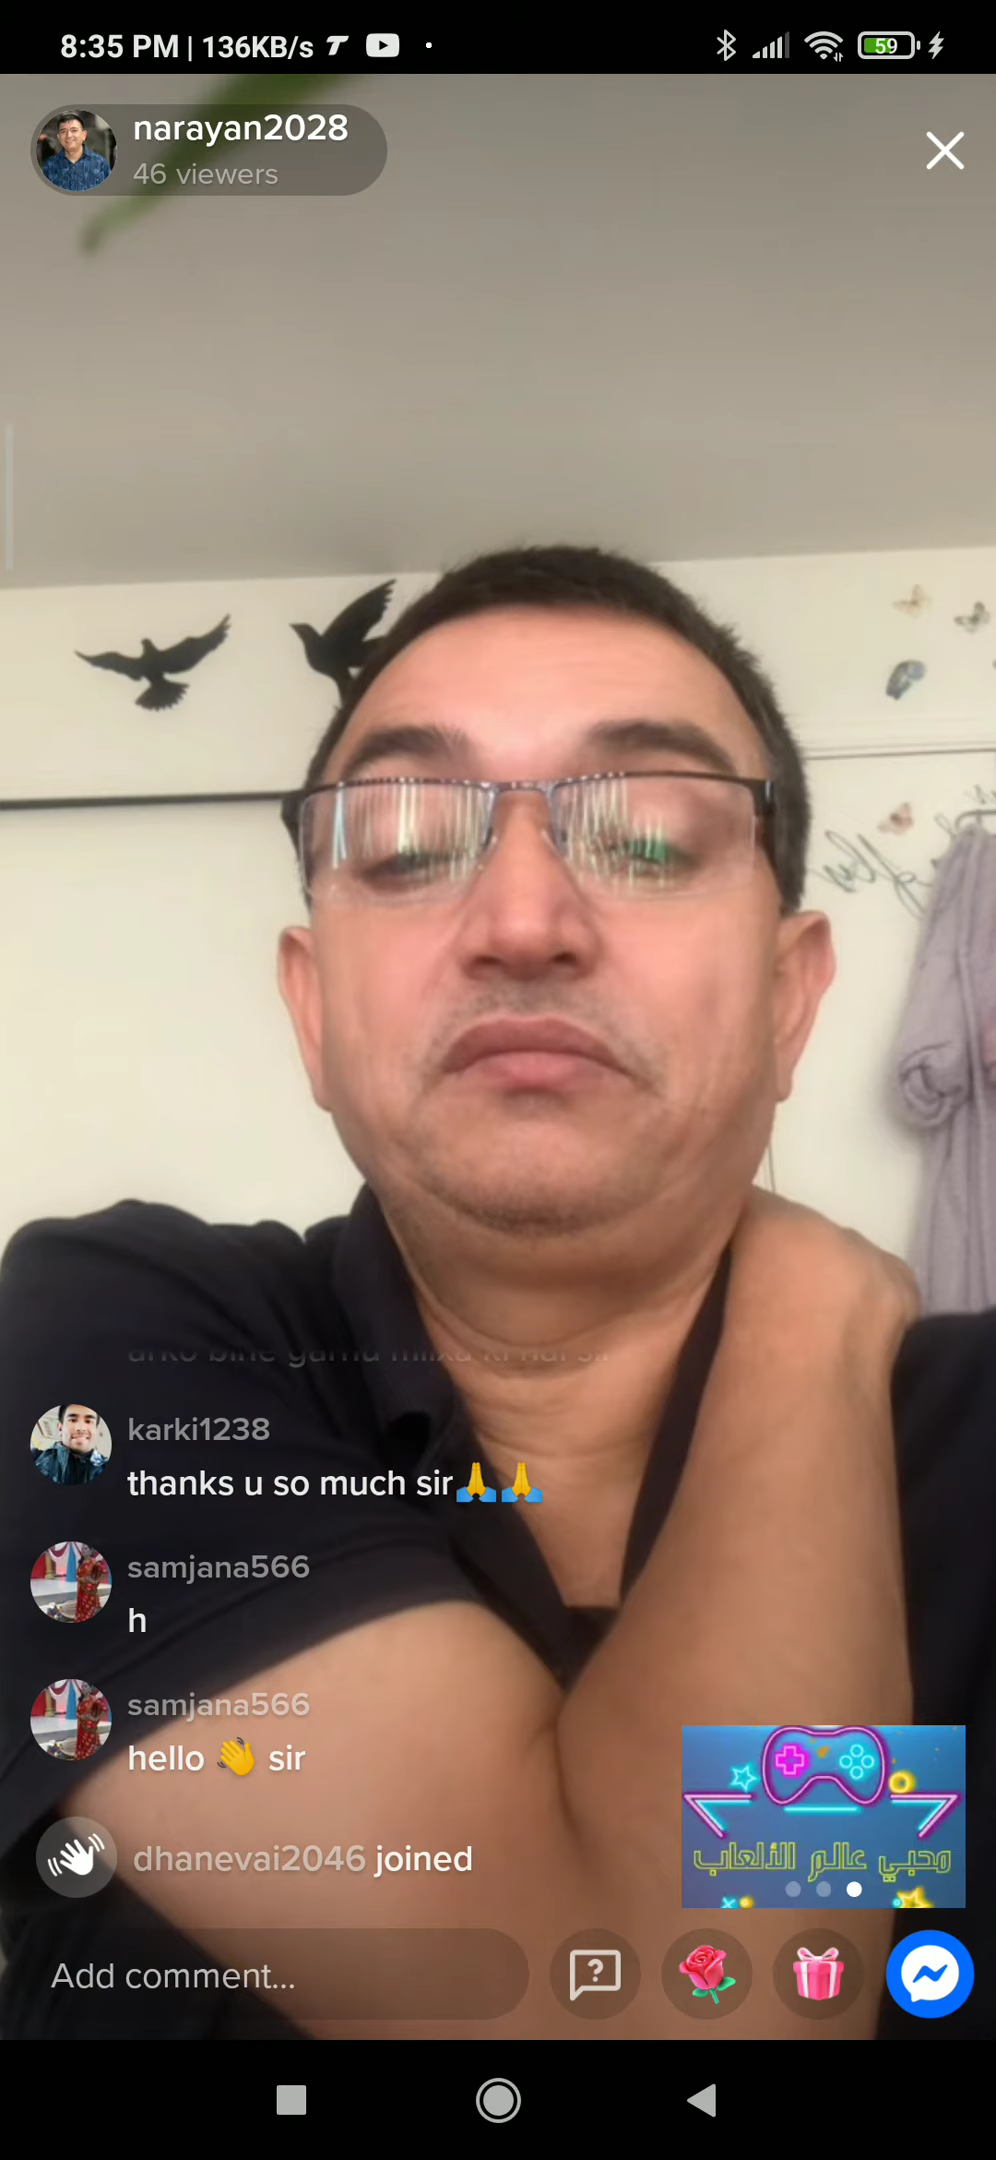 8:35 PM | 136KB/s
59
narayan2028
46 viewers
karki1238
thanks u so much sir🙏🙏
samjana566
h
samjana566
hello 👋 sir
dhanevai2046 joined
محبي عالم الألعاب
Add comment...